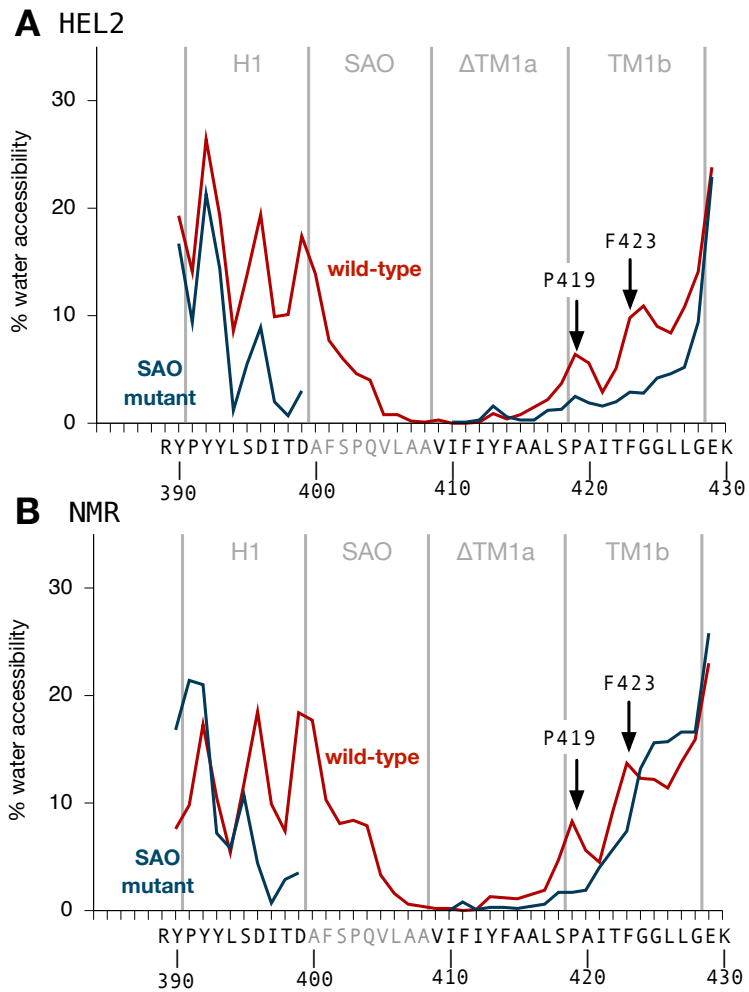 A HEL2
H1 SAO ΔTM1a TM1b
30
20
10
0
% water accessibility
wild-type
SAO
mutant
P419
F423
RYPYYLSDITDAFSPQVLAAVIFIYFAALSPAITFGGLLGEK
390 400 410 420 430
B NMR
H1 SAO ΔTM1a TM1b
30
20
10
0
% water accessibility
wild-type
SAO
mutant
P419
F423
RYPYYLSDITDAFSPQVLAAVIFIYFAALSPAITFGGLLGEK
390 400 410 420 430